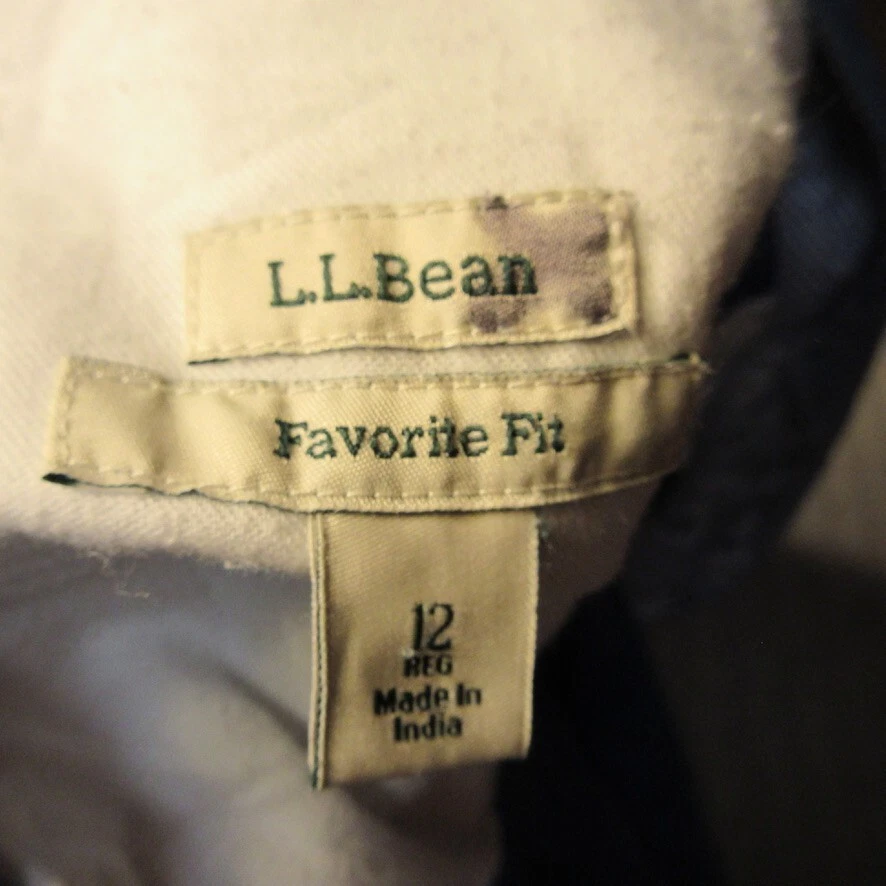 L.L.Bean
Favorite Fit
12
REG
Made In
India